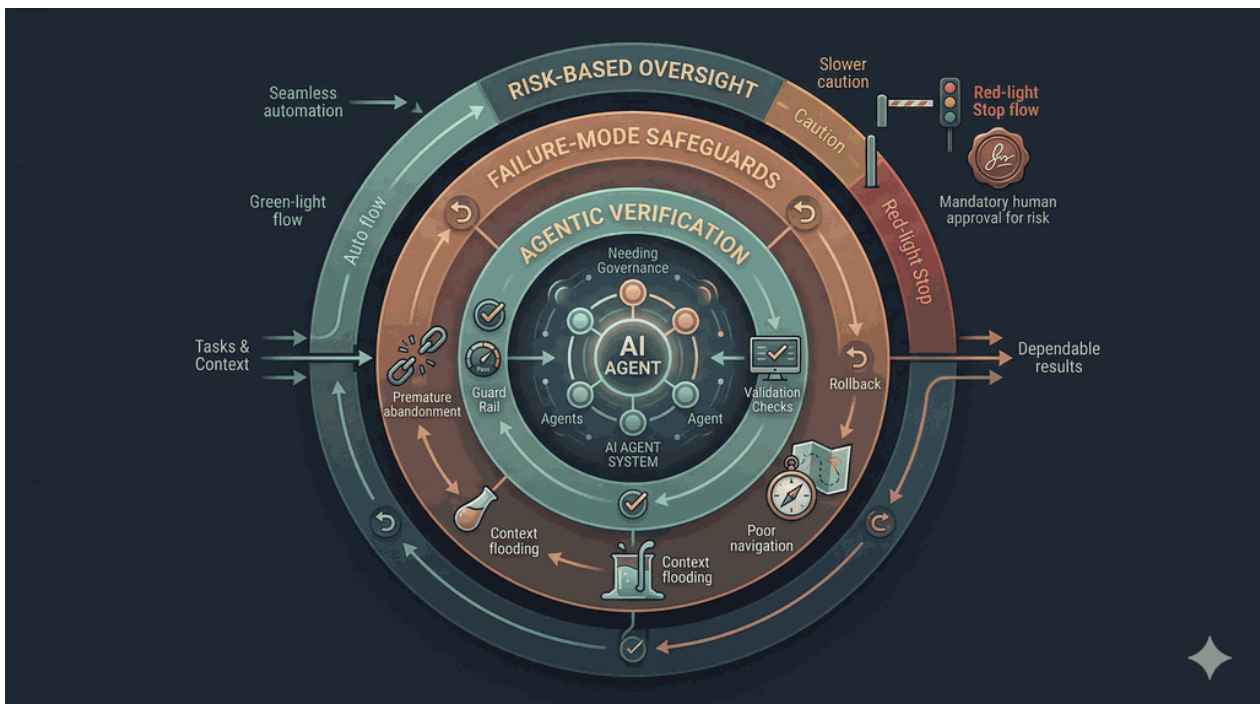 RISK-BASED OVERSIGHT
Seamless
automation
Slower
caution
Red-light
Stop flow
Caution
FAILURE-MODE SAFEGUARDS
Green-light
flow
Auto flow
Mandatory human
approval for risk
Red-light Stop
AGENTIC VERIFICATION
Needing
Governance
Tasks &
Context
AI
AGENT
Dependable
results
Pass
Premature
abandonment
Guard
Rail
Validation
Checks
Rollback
Agents
Agent
AI AGENT
SYSTEM
Context
flooding
Context
flooding
Poor
navigation